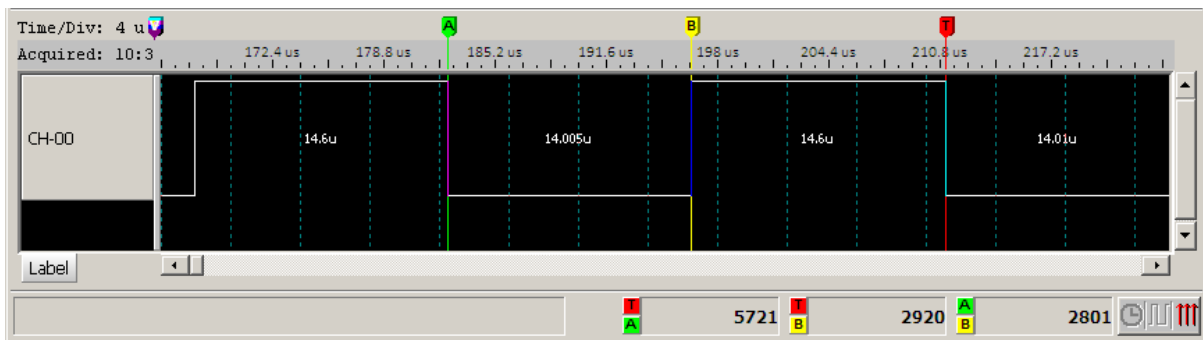 Time/Div: 4 u
A B T
Acquired: 10:3
172.4 us 178.8 us 185.2 us 191.6 us 198 us 204.4 us 210.8 us 217.2 us
CH-00 14.6u 14.005u 14.6u 14.01u
Label
T A 5721 T B 2920 A B 2801